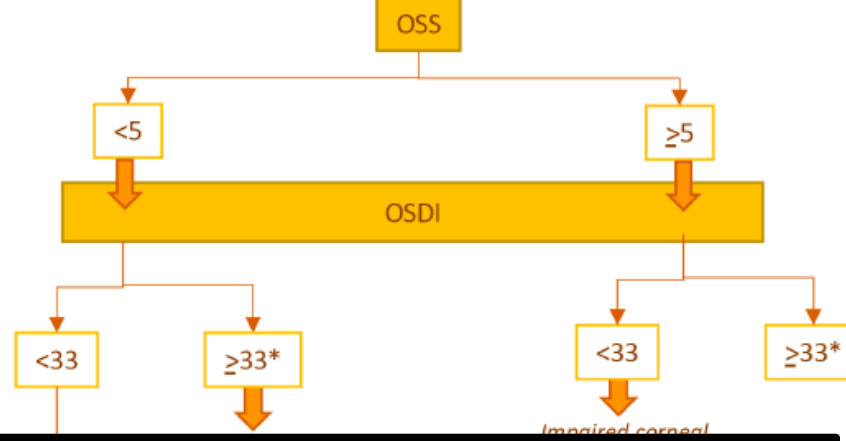 OSS
<5
≥5
OSDI
<33
≥33*
<33
≥33*
Impaired corneal